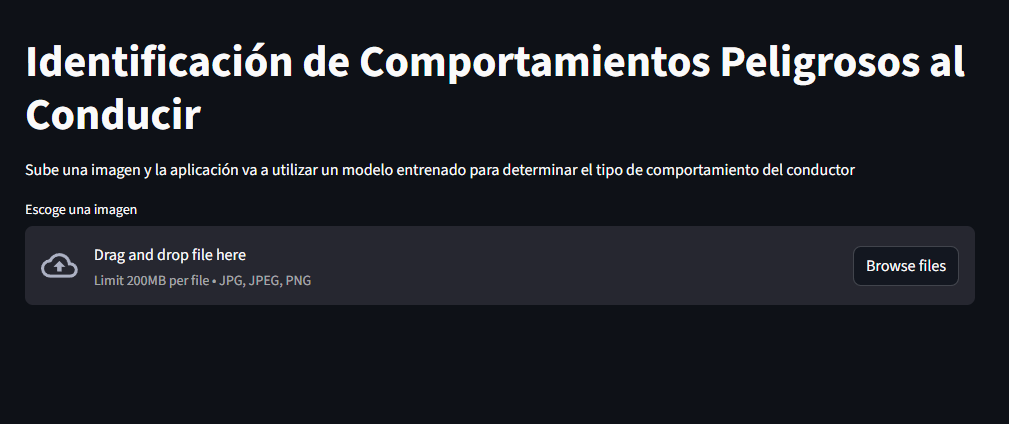 Identificación de Comportamientos Peligrosos al
Conducir
Sube una imagen y la aplicación va a utilizar un modelo entrenado para determinar el tipo de comportamiento del conductor
Escoge una imagen
Drag and drop file here
Limit 200MB per file • JPG, JPEG, PNG
Browse files